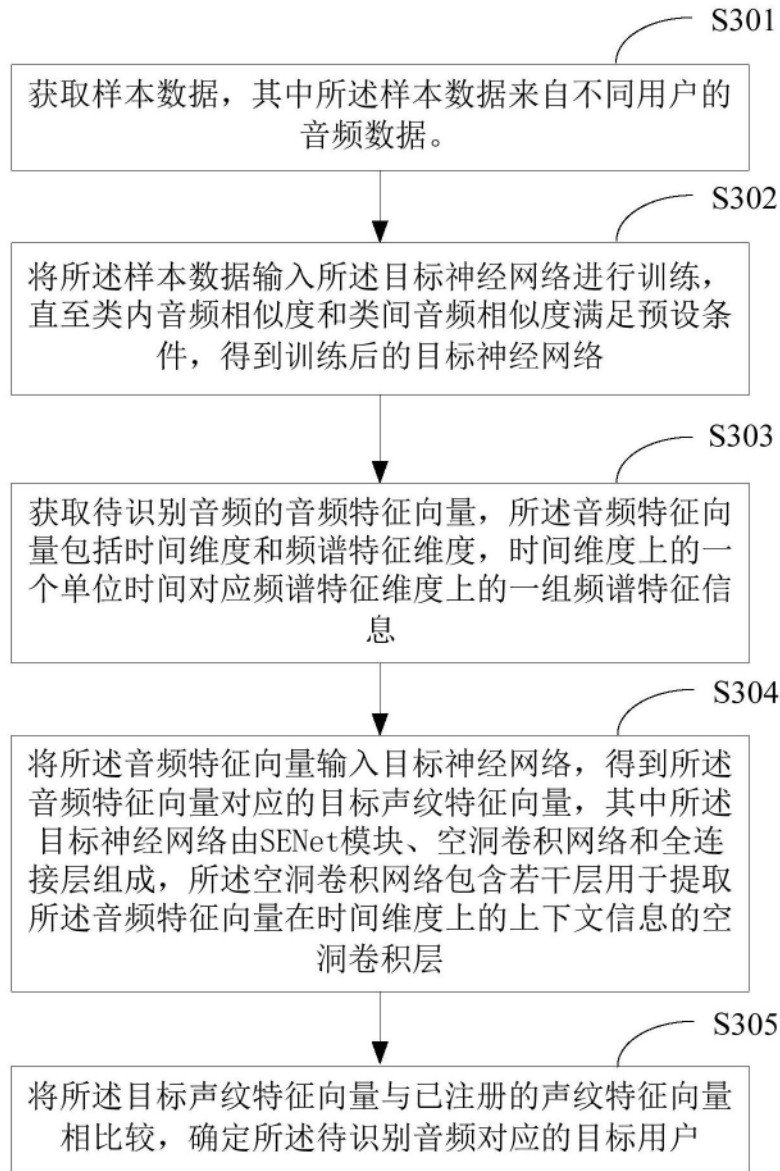 S301
获取样本数据，其中所述样本数据来自不同用户的
音频数据。
S302
将所述样本数据输入所述目标神经网络进行训练，
直至类内音频相似度和类间音频相似度满足预设条
件，得到训练后的目标神经网络
S303
获取待识别音频的音频特征向量，所述音频特征向
量包括时间维度和频谱特征维度，时间维度上的一
个单位时间对应频谱特征维度上的一组频谱特征信
息
S304
将所述音频特征向量输入目标神经网络，得到所述
音频特征向量对应的目标声纹特征向量，其中所述
目标神经网络由SENet模块、空洞卷积网络和全连
接层组成，所述空洞卷积网络包含若干层用于提取
所述音频特征向量在时间维度上的上下文信息的空
洞卷积层
S305
将所述目标声纹特征向量与已注册的声纹特征向量
相比较，确定所述待识别音频对应的目标用户